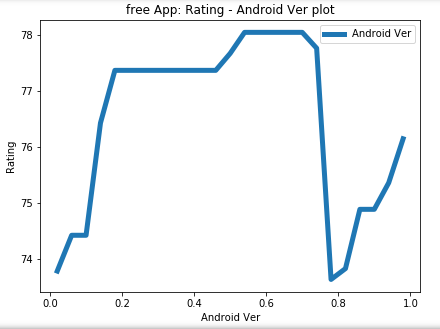 free App: Rating - Android Ver plot
Android Ver
78
77
76
75
74
Rating
0.0 0.2 0.4 0.6 0.8 1.0
Android Ver